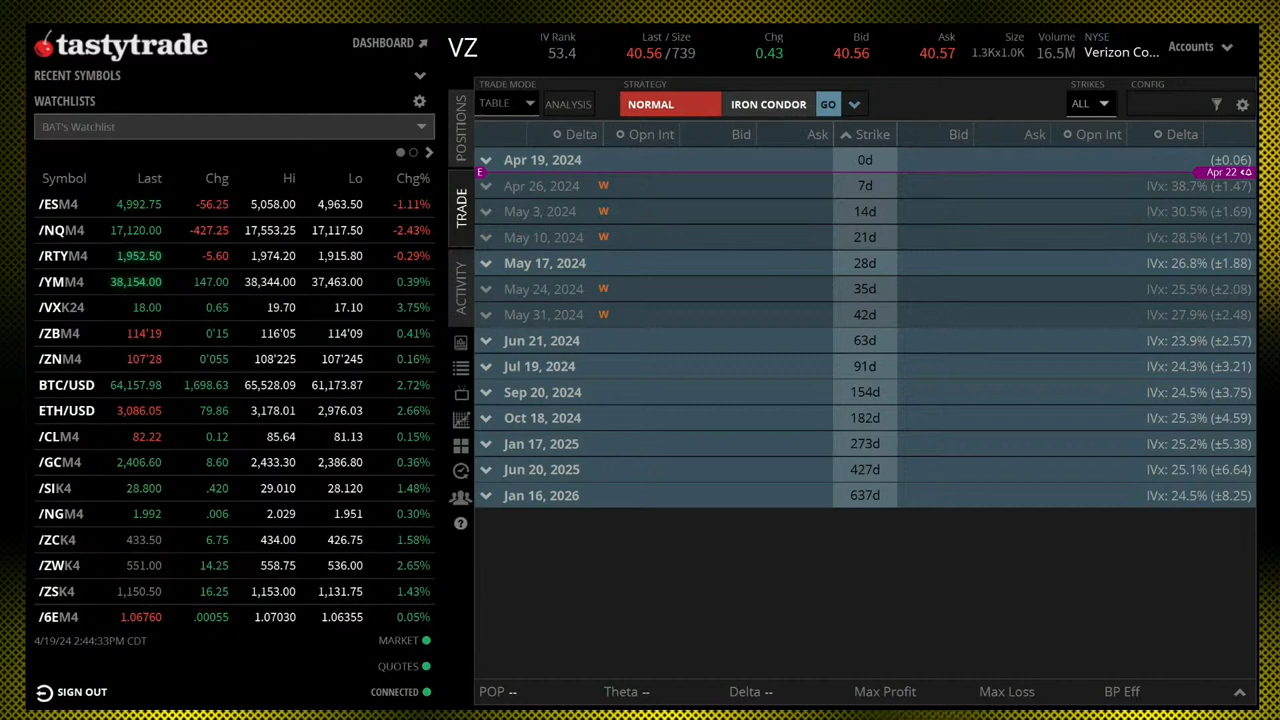 tastytrade
DASHBOARD
RECENT SYMBOLS
WATCHLISTS
BAT's Watchlist
Symbol Last Chg Hi Lo Chg%
/ESM4 4,992.75 -56.25 5,058.00 4,963.50 -1.11%
/NQM4 17,120.00 -427.25 17,553.25 17,117.50 -2.43%
/RTYM4 1,952.50 -5.60 1,974.20 1,915.80 -0.29%
/YMM4 38,154.00 147.00 38,344.00 37,463.00 0.39%
/VXK24 18.00 0.65 19.70 17.10 3.75%
/ZBM4 114'19 0'15 116'05 114'09 0.41%
/ZNM4 107'28 0'055 108'225 107'245 0.16%
BTC/USD 64,157.98 1,698.63 65,528.09 61,173.87 2.72%
ETH/USD 3,086.05 79.86 3,178.01 2,976.03 2.66%
/CLM4 82.22 0.12 85.64 81.13 0.15%
/GCM4 2,406.60 8.60 2,433.30 2,386.80 0.36%
/SIK4 28.800 .420 29.010 28.120 1.48%
/NGM4 1.992 .006 2.029 1.951 0.30%
/ZCK4 433.50 6.75 434.00 426.75 1.58%
/ZWK4 551.00 14.25 558.75 536.00 2.65%
/ZSK4 1,150.50 16.25 1,153.00 1,131.75 1.43%
/6EM4 1.06760 .00055 1.07030 1.06355 0.05%
4/19/24 2:44:33PM CDT MARKET
QUOTES
SIGN OUT CONNECTED
POSITIONS
TRADE
ACTIVITY
VZ
IV Rank Last / Size Chg Bid Ask Size Volume NYSE
53.4 40.56 /739 0.43 40.56 40.57 1.3Kx1.0K 16.5M Verizon Co...
Accounts
TRADE MODE STRATEGY STRIKES CONFIG
TABLE ANALYSIS NORMAL IRON CONDOR GO ALL
Delta Opn Int Bid Ask Strike Bid Ask Opn Int Delta
Apr 19, 2024 0d (±0.06)
E Apr 22
Apr 26, 2024 W 7d IVx: 38.7% (±1.47)
May 3, 2024 W 14d IVx: 30.5% (±1.69)
May 10, 2024 W 21d IVx: 28.5% (±1.70)
May 17, 2024 28d IVx: 26.8% (±1.88)
May 24, 2024 W 35d IVx: 25.5% (±2.08)
May 31, 2024 W 42d IVx: 27.9% (±2.48)
Jun 21, 2024 63d IVx: 23.9% (±2.57)
Jul 19, 2024 91d IVx: 24.3% (±3.21)
Sep 20, 2024 154d IVx: 24.5% (±3.75)
Oct 18, 2024 182d IVx: 25.3% (±4.59)
Jan 17, 2025 273d IVx: 25.2% (±5.38)
Jun 20, 2025 427d IVx: 25.1% (±6.64)
Jan 16, 2026 637d IVx: 24.5% (±8.25)
POP -- Theta -- Delta -- Max Profit Max Loss BP Eff